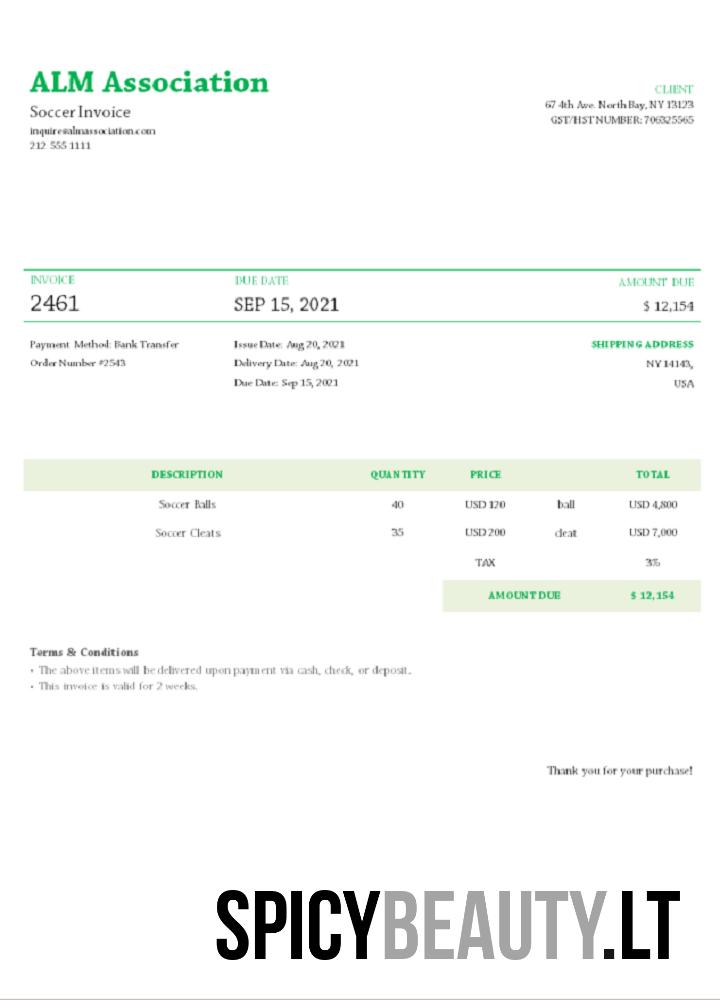 ALM Association
Soccer Invoice
inquire@almassociation.com
212 555 1111
CLIENT
67 4th Ave. North Bay, NY 13123
GST/HST NUMBER: 706325565
INVOICE
2461
DUE DATE
SEP 15, 2021
AMOUNT DUE
$ 12,154
Payment Method: Bank Transfer
Order Number #2543
Issue Date: Aug 20, 2021
Delivery Date: Aug 20, 2021
Due Date: Sep 15, 2021
SHIPPING ADDRESS
NY 14143,
USA
DESCRIPTION QUANTITY PRICE TOTAL
Soccer Balls 40 USD 120 ball USD 4,800
Soccer Cleats 35 USD 200 cleat USD 7,000
TAX 3%
AMOUNT DUE $ 12,154
Terms & Conditions
• The above items will be delivered upon payment via cash, check, or deposit.
• This invoice is valid for 2 weeks.
Thank you for your purchase!
SPICYBEAUTY.LT